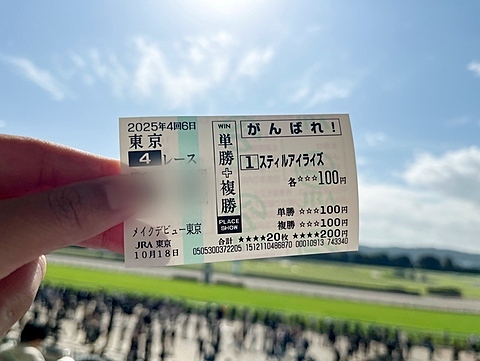 2025年4回6日
東京
4レース
WIN
単勝+複勝
PLACE
SHOW
がんばれ!
1 スティルアイライズ
各☆☆☆100円
単勝 ☆☆☆100円
複勝 ☆☆☆100円
メイクデビュー東京
JRA 東京
10月18日
合計 ★★★★20枚 ★★★★200円
0505300372205 1512110486870 00010913 743340